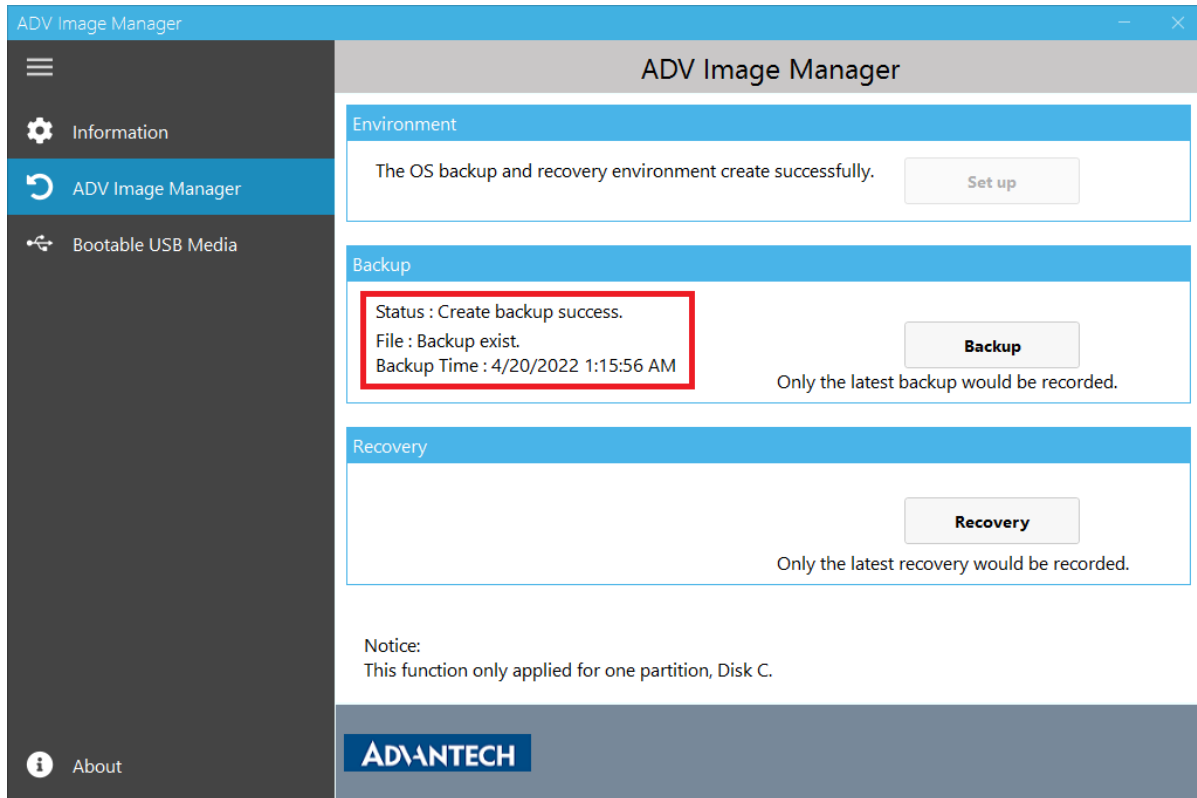 ADV Image Manager
ADV Image Manager
Information
ADV Image Manager
Bootable USB Media
About
Environment
The OS backup and recovery environment create successfully.
Set up
Backup
Status : Create backup success.
File : Backup exist.
Backup Time : 4/20/2022 1:15:56 AM
Backup
Only the latest backup would be recorded.
Recovery
Recovery
Only the latest recovery would be recorded.
Notice:
This function only applied for one partition, Disk C.
ADVANTECH